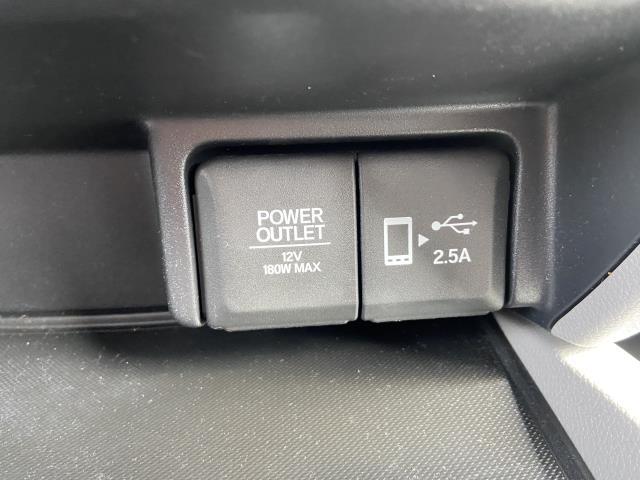 POWER
OUTLET
12V
180W MAX
2.5A